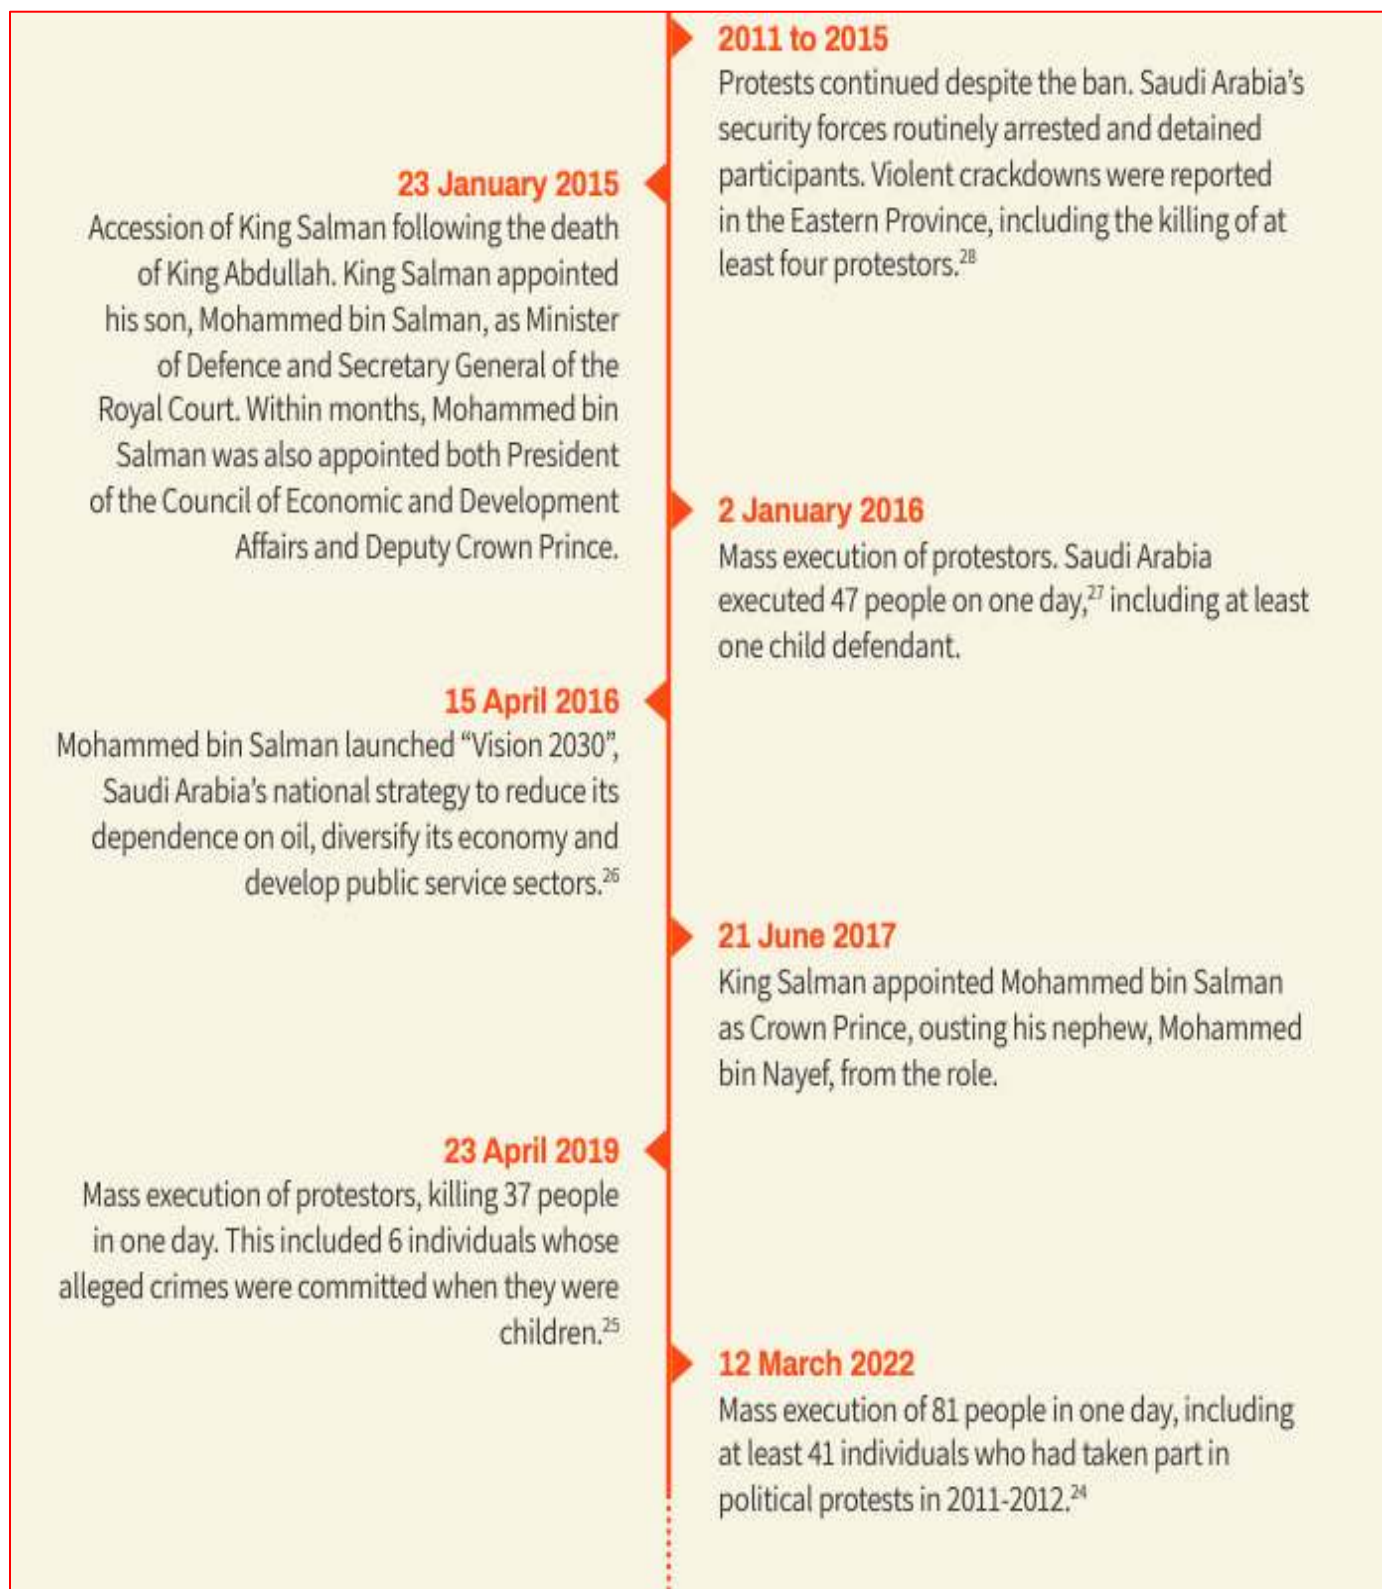 2011 to 2015
Protests continued despite the ban. Saudi Arabia’s
security forces routinely arrested and detained
participants. Violent crackdowns were reported
in the Eastern Province, including the killing of at
least four protestors.28
23 January 2015
Accession of King Salman following the death
of King Abdullah. King Salman appointed
his son, Mohammed bin Salman, as Minister
of Defence and Secretary General of the
Royal Court. Within months, Mohammed bin
Salman was also appointed both President
of the Council of Economic and Development
Affairs and Deputy Crown Prince.
2 January 2016
Mass execution of protestors. Saudi Arabia
executed 47 people on one day,27 including at least
one child defendant.
15 April 2016
Mohammed bin Salman launched “Vision 2030”,
Saudi Arabia’s national strategy to reduce its
dependence on oil, diversify its economy and
develop public service sectors.26
21 June 2017
King Salman appointed Mohammed bin Salman
as Crown Prince, ousting his nephew, Mohammed
bin Nayef, from the role.
23 April 2019
Mass execution of protestors, killing 37 people
in one day. This included 6 individuals whose
alleged crimes were committed when they were
children.25
12 March 2022
Mass execution of 81 people in one day, including
at least 41 individuals who had taken part in
political protests in 2011-2012.24